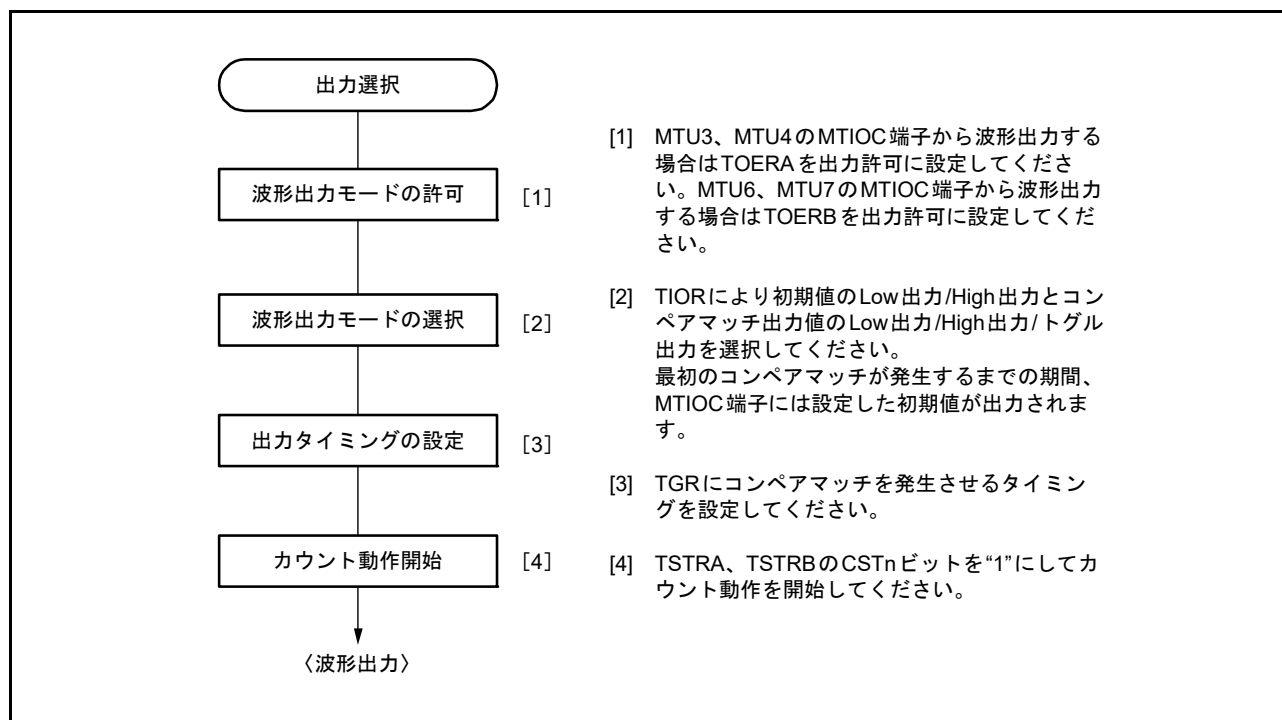 出力選択
波形出力モードの許可 [1]
波形出力モードの選択 [2]
出力タイミングの設定 [3]
カウント動作開始 [4]
〈波形出力〉
[1] MTU3、MTU4のMTIOC端子から波形出力する
場合はTOERAを出力許可に設定してくださ
い。MTU6、MTU7のMTIOC端子から波形出力
する場合はTOERBを出力許可に設定してくだ
さい。
[2] TIORにより初期値のLow出力/High出力とコン
ペアマッチ出力値のLow出力/High出力/トグル
出力を選択してください。
最初のコンペアマッチが発生するまでの期間、
MTIOC端子には設定した初期値が出力されま
す。
[3] TGRにコンペアマッチを発生させるタイミン
グを設定してください。
[4] TSTRA、TSTRBのCSTnビットを“1”にしてカ
ウント動作を開始してください。